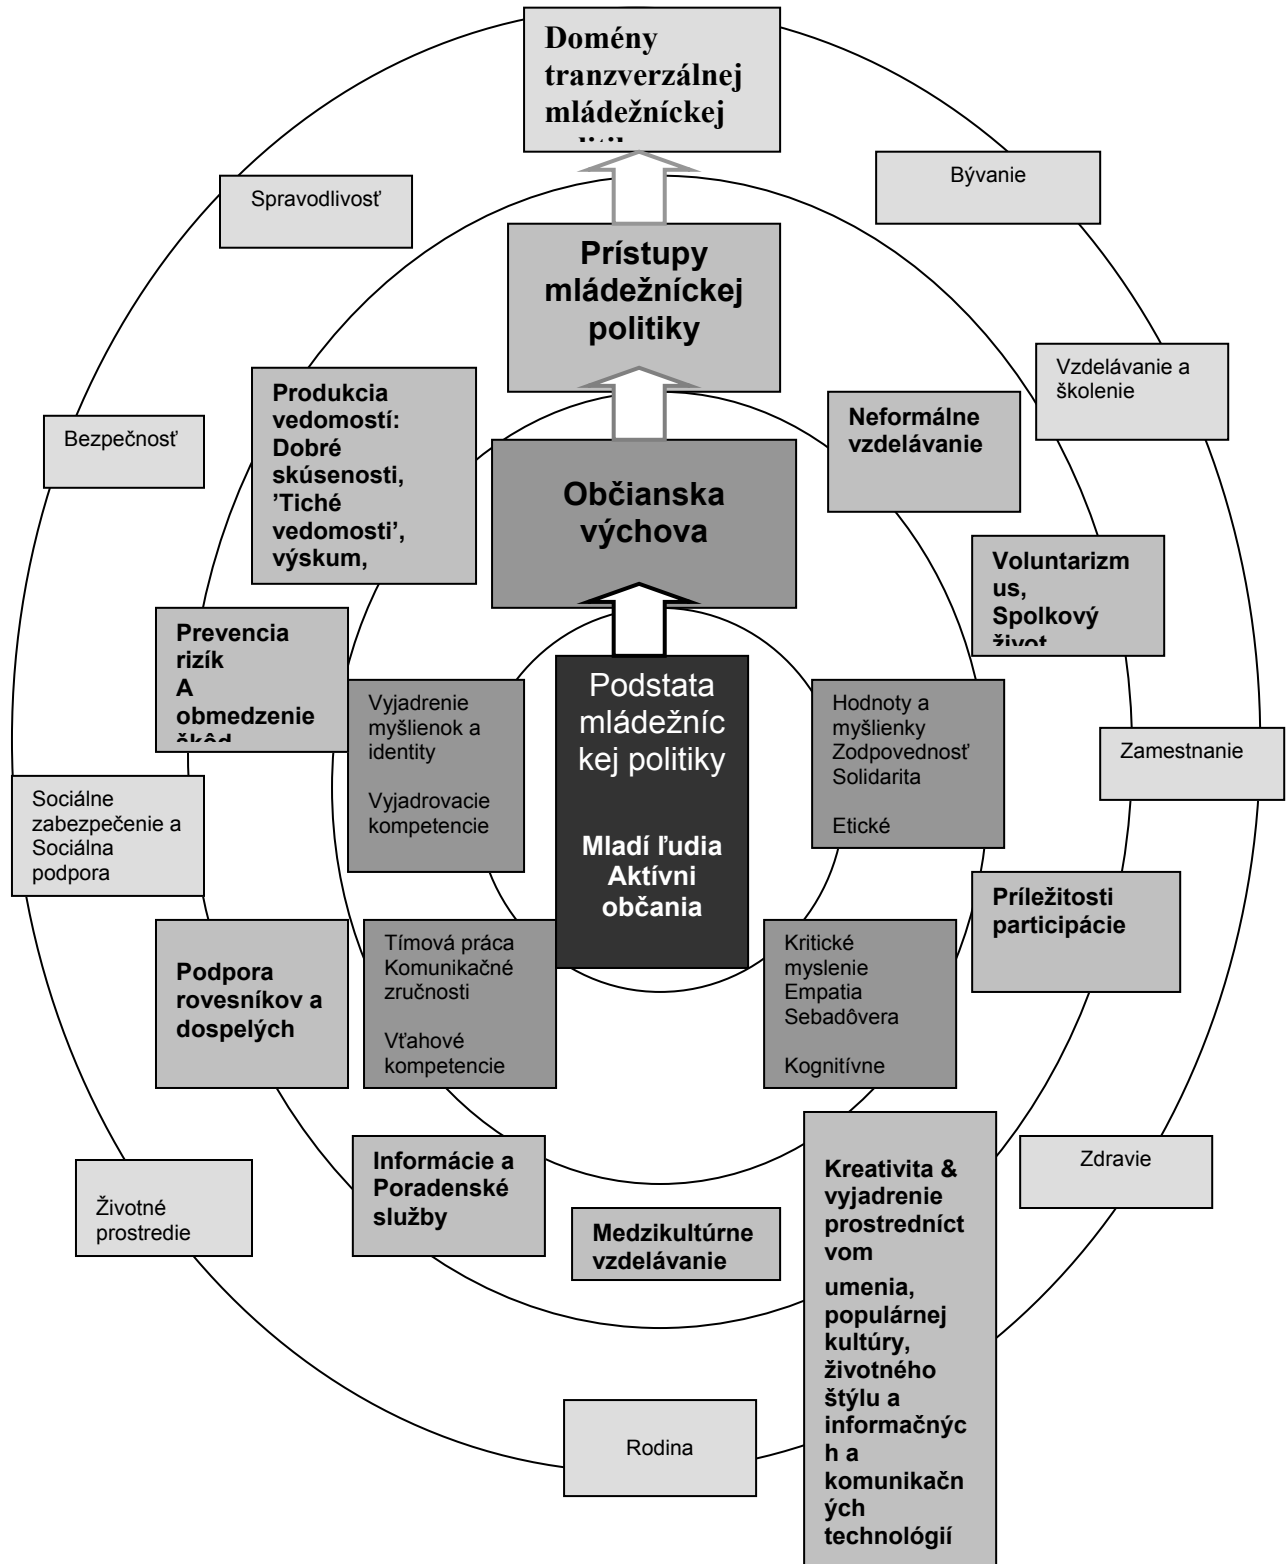 Domény
tranzverzálnej
mládežníckej
Spravodlivosť
Bývanie
Prístupy
mládežníckej
politiky
Vzdelávanie a
školenie
Produkcia
vedomostí:
Dobré
skúsenosti,
’Tiché
vedomosti’,
výskum,
Neformálne
vzdelávanie
Bezpečnosť
Občianska
výchova
Voluntarizm
us,
Spolkový
život
Prevencia
rizík
A
obmedzenie
škôd
Vyjadrenie
myšlienok a
identity
Vyjadrovacie
kompetencie
Podstata
mládežníc
kej politiky
Mladí ľudia
Aktívni
občania
Hodnoty a
myšlienky
Zodpovednosť
Solidarita
Etické
Zamestnanie
Sociálne
zabezpečenie a
Sociálna
podpora
Príležitosti
participácie
Podpora
rovesníkov a
dospelých
Tímová práca
Komunikačné
zručnosti
Vťahové
kompetencie
Kritické
myslenie
Empatia
Sebadôvera
Kognitívne
Životné
prostredie
Informácie a
Poradenské
služby
Medzikultúrne
vzdelávanie
Kreativita &
vyjadrenie
prostredníct
vom
umenia,
populárnej
kultúry,
životného
štýlu a
informačnýc
h a
komunikačn
ých
technológií
Zdravie
Rodina